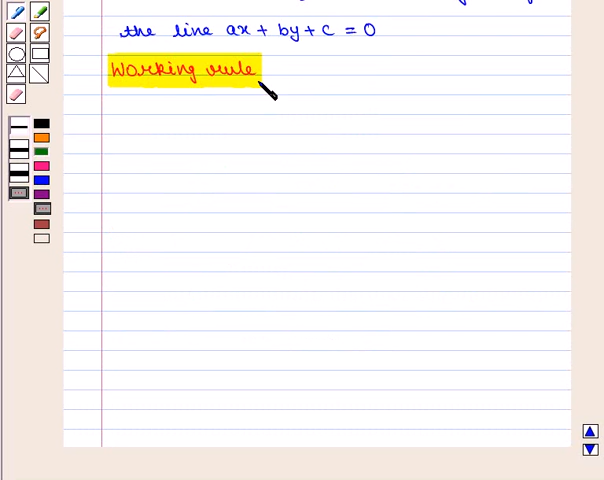 the line ax + by + c = 0
Working rule